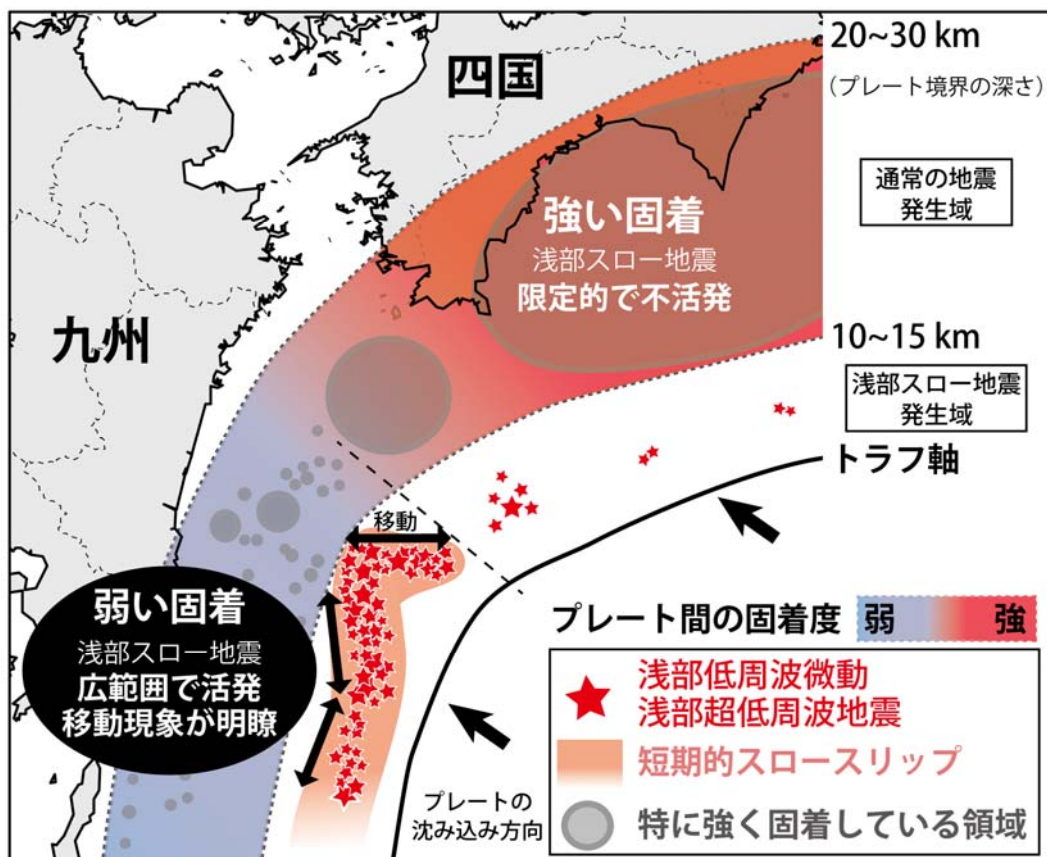 四国
20~30 km
（プレート境界の深さ）
通常の地震
発生域
強い固着
浅部スロー地震
限定的で不活発
九州
10~15 km
浅部スロー地震
発生域
トラフ軸
移動
弱い固着
浅部スロー地震
広範囲で活発
移動現象が明瞭
プレート間の固着度 弱 強
浅部低周波微動
浅部超低周波地震
短期的スロースリップ
特に強く固着している領域
プレートの
沈み込み方向